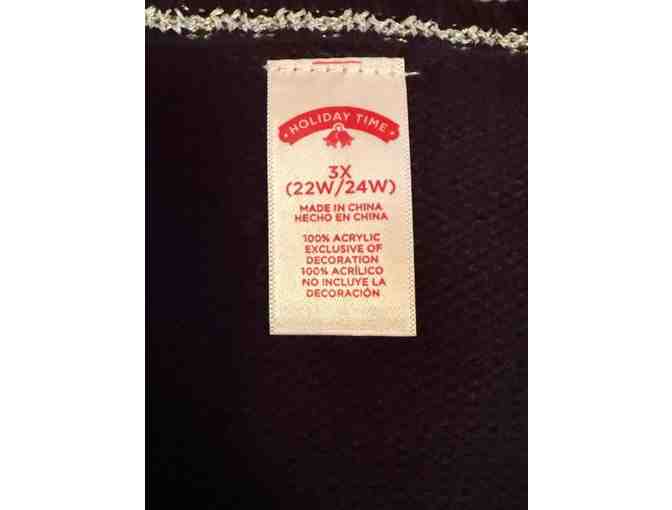 HOLIDAY TIME
3X
(22W/24W)
MADE IN CHINA
HECHO EN CHINA
100% ACRYLIC
EXCLUSIVE OF
DECORATION
100% ACRÍLICO
NO INCLUYE LA
DECORACIÓN